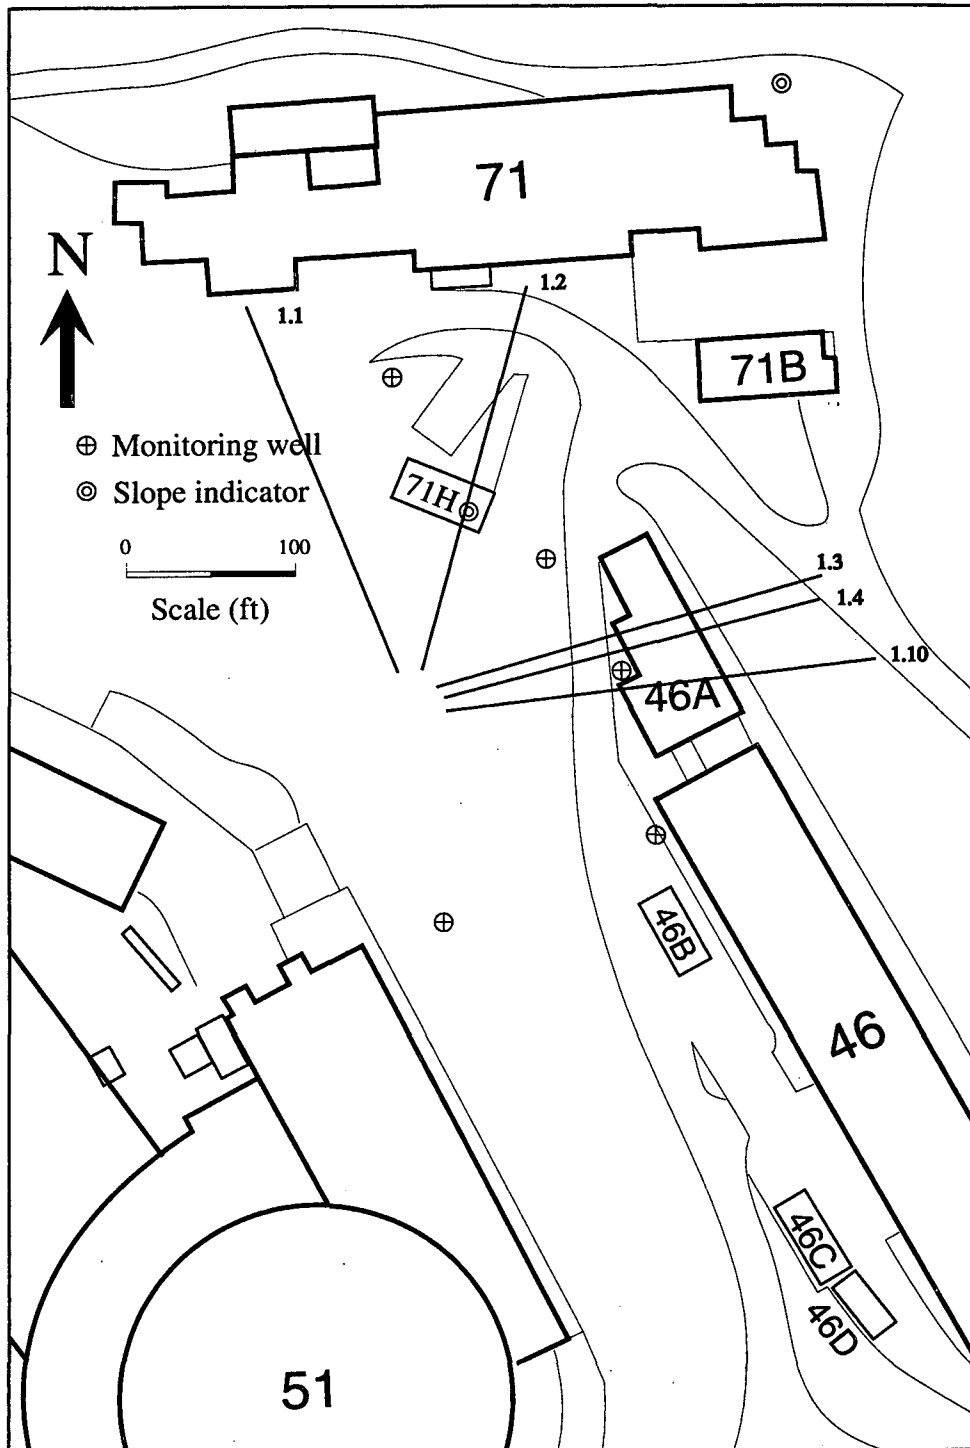 71
N
1.2
1.1
71B
Monitoring well
71H
Slope indicator
0 100
Scale (ft)
1.3
1.4
1.10
46A
46B
46
46C
46D
51